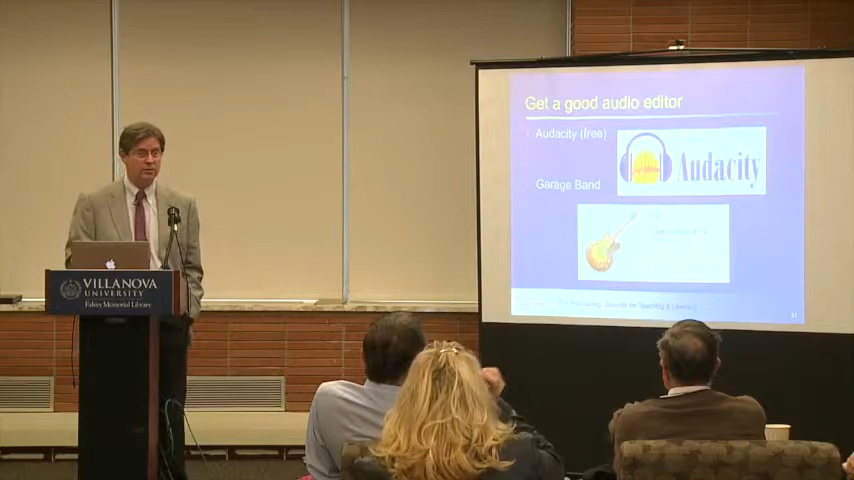 Get a good audio editor
Audacity (free)
Audacity
Garage Band
VILLANOVA
UNIVERSITY
Falvey Memorial Library